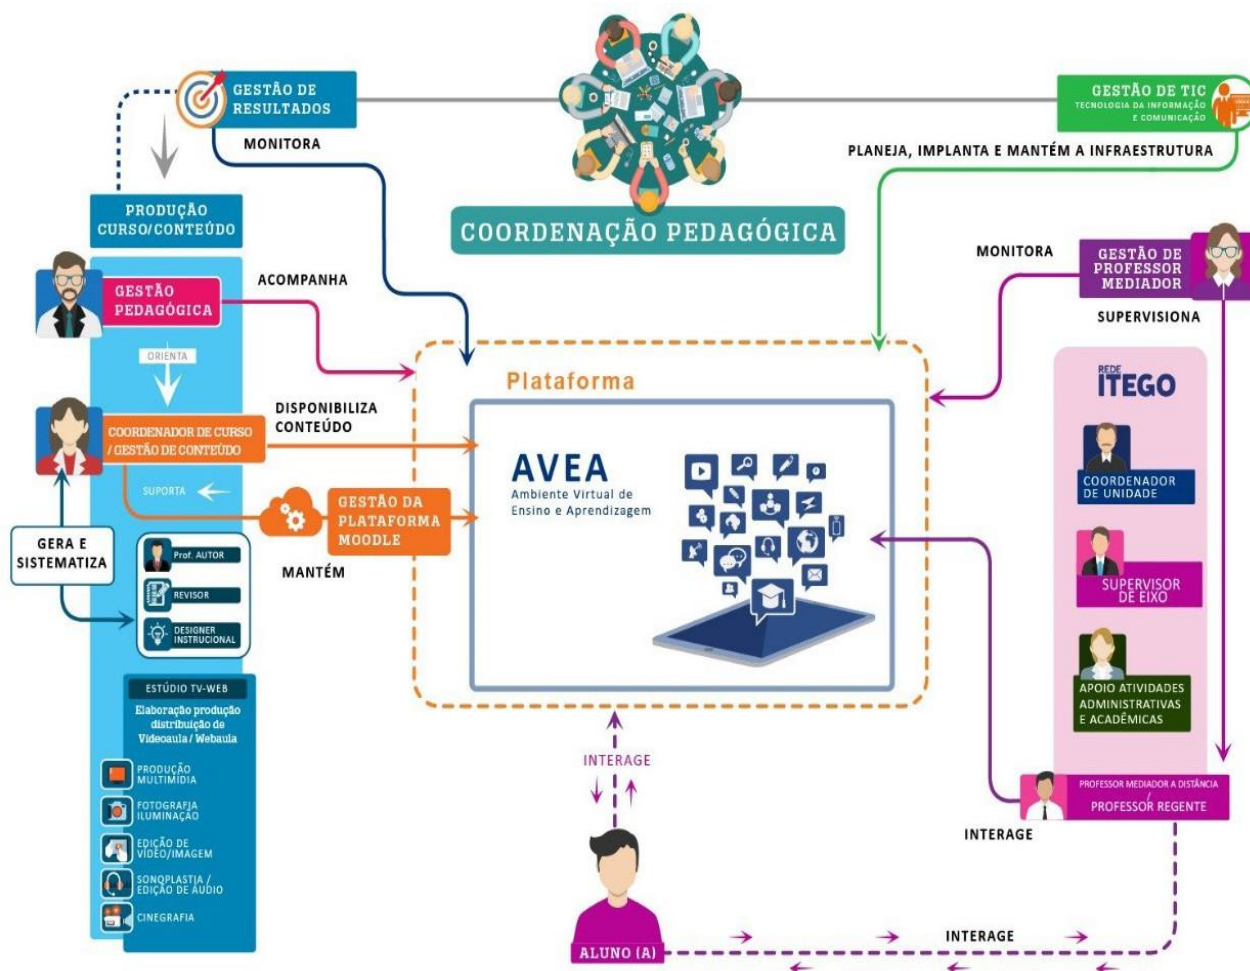 GESTÃO DE
RESULTADOS
MONITORA
GESTÃO DE TIC
TECNOLOGIA DA INFORMAÇÃO
E COMUNICAÇÃO
PLANEJA, IMPLANTA E MANTÉM A INFRAESTRUTURA
COORDENAÇÃO PEDAGÓGICA
PRODUÇÃO
CURSO/CONTEÚDO
GESTÃO
PEDAGÓGICA
ACOMPANHA
MONITORA
GESTÃO DE
PROFESSOR
MEDIADOR
SUPERVISIONA
ORIENTA
COORDENADOR DE CURSO
/ GESTÃO DE CONTEÚDO
DISPONIBILIZA
CONTEÚDO
SUPORTA
GESTÃO DA
PLATAFORMA
MOODLE
MANTÉM
GERA E
SISTEMATIZA
Prof. AUTOR
REVISOR
DESIGNER
INSTRUCIONAL
ESTÚDIO TV-WEB
Elaboração produção
distribuição de
Videoaula / Webaula
PRODUÇÃO
MULTIMÍDIA
FOTOGRAFIA
ILUMINAÇÃO
EDIÇÃO DE
VÍDEO/IMAGEM
SONOPLASTIA /
EDIÇÃO DE ÁUDIO
CINEGRAFIA
Plataforma
AVEA
Ambiente Virtual de
Ensino e Aprendizagem
REDE
ITEGO
COORDENADOR
DE UNIDADE
SUPERVISOR
DE EIXO
APOIO ATIVIDADES
ADMINISTRATIVAS
E ACADÊMICAS
PROFESSOR MEDIADOR A DISTÂNCIA
/
PROFESSOR REGENTE
INTERAGE
INTERAGE
ALUNO (A)
INTERAGE